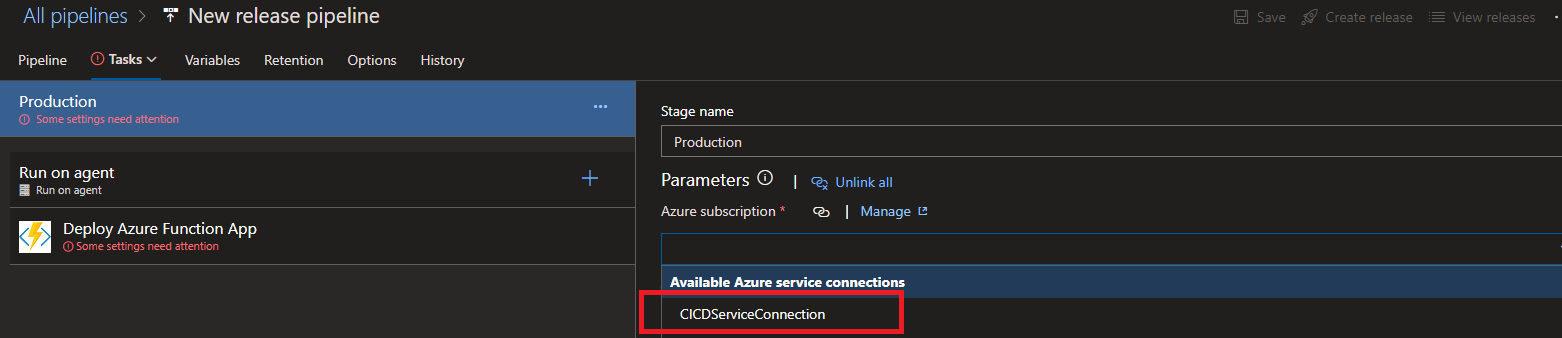 All pipelines > New release pipeline
Save Create release View releases
Pipeline Tasks Variables Retention Options History
Production
Some settings need attention
Run on agent
Run on agent
Deploy Azure Function App
Some settings need attention
Stage name
Production
Parameters | Unlink all
Azure subscription * | Manage
Available Azure service connections
CICDServiceConnection